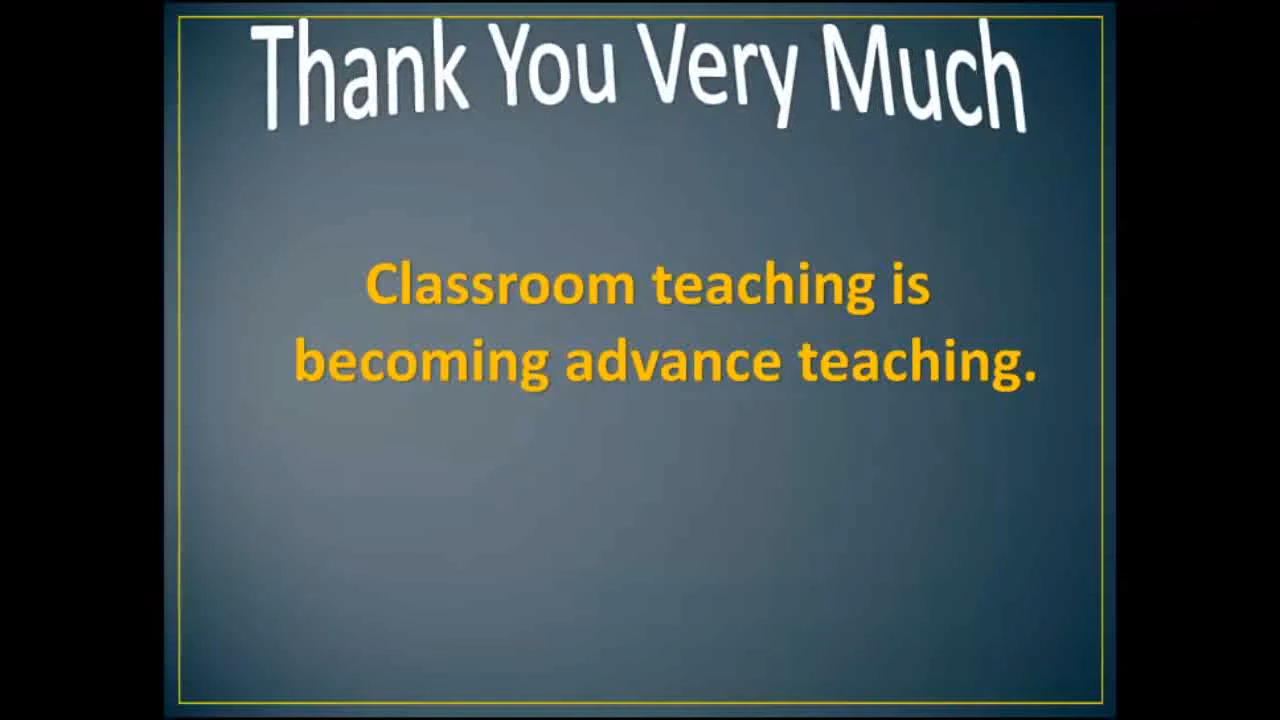 Thank You Very Much
Classroom teaching is
becoming advance teaching.